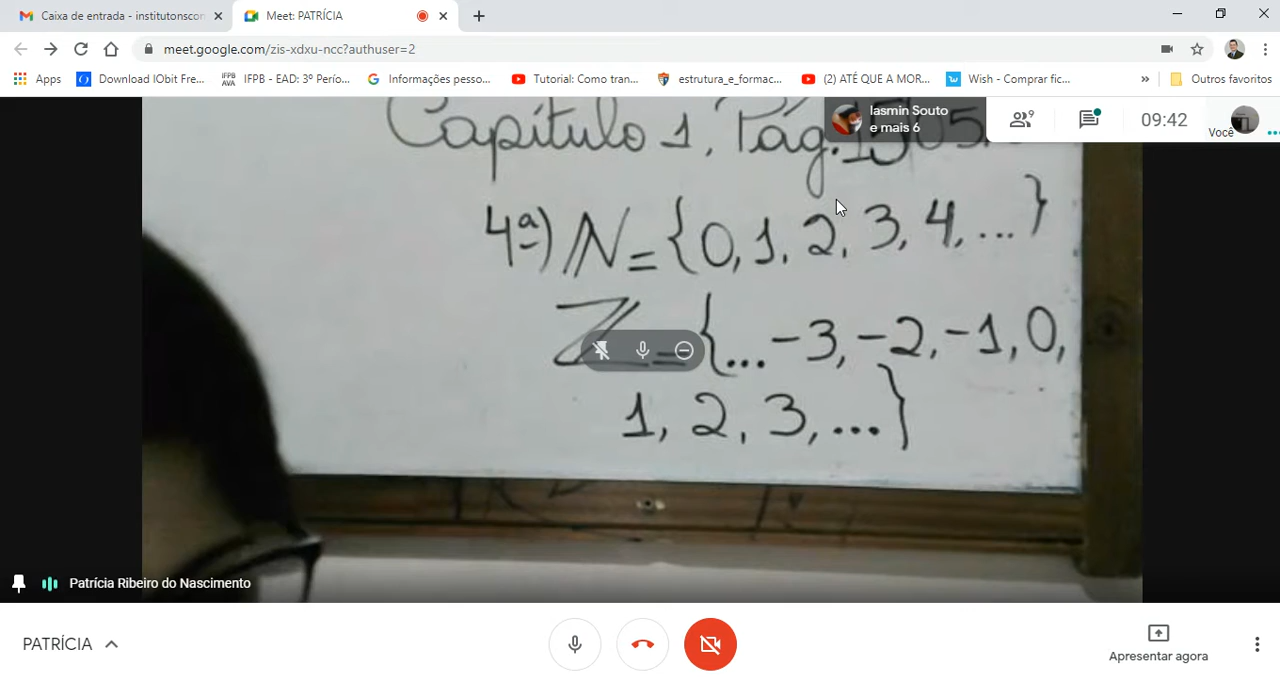 Caixa de entrada - institutonscor
Meet: PATRÍCIA
meet.google.com/zis-xdxu-ncc?authuser=2
Apps
Download IObit Fre...
IFPB AVA
IFPB - EAD: 3º Perío...
Informações pesso...
Tutorial: Como tran...
estrutura_e_formac...
(2) ATÉ QUE A MOR...
Wish - Comprar fic...
»
Outros favoritos
Iasmin Souto
e mais 6
9
09:42
Você
Capítulo 1, Pág.
4ª) ℕ = {0, 1, 2, 3, 4, ...}
ℤ = {... -3, -2, -1, 0,
1, 2, 3, ...}
Patrícia Ribeiro do Nascimento
PATRÍCIA
Apresentar agora